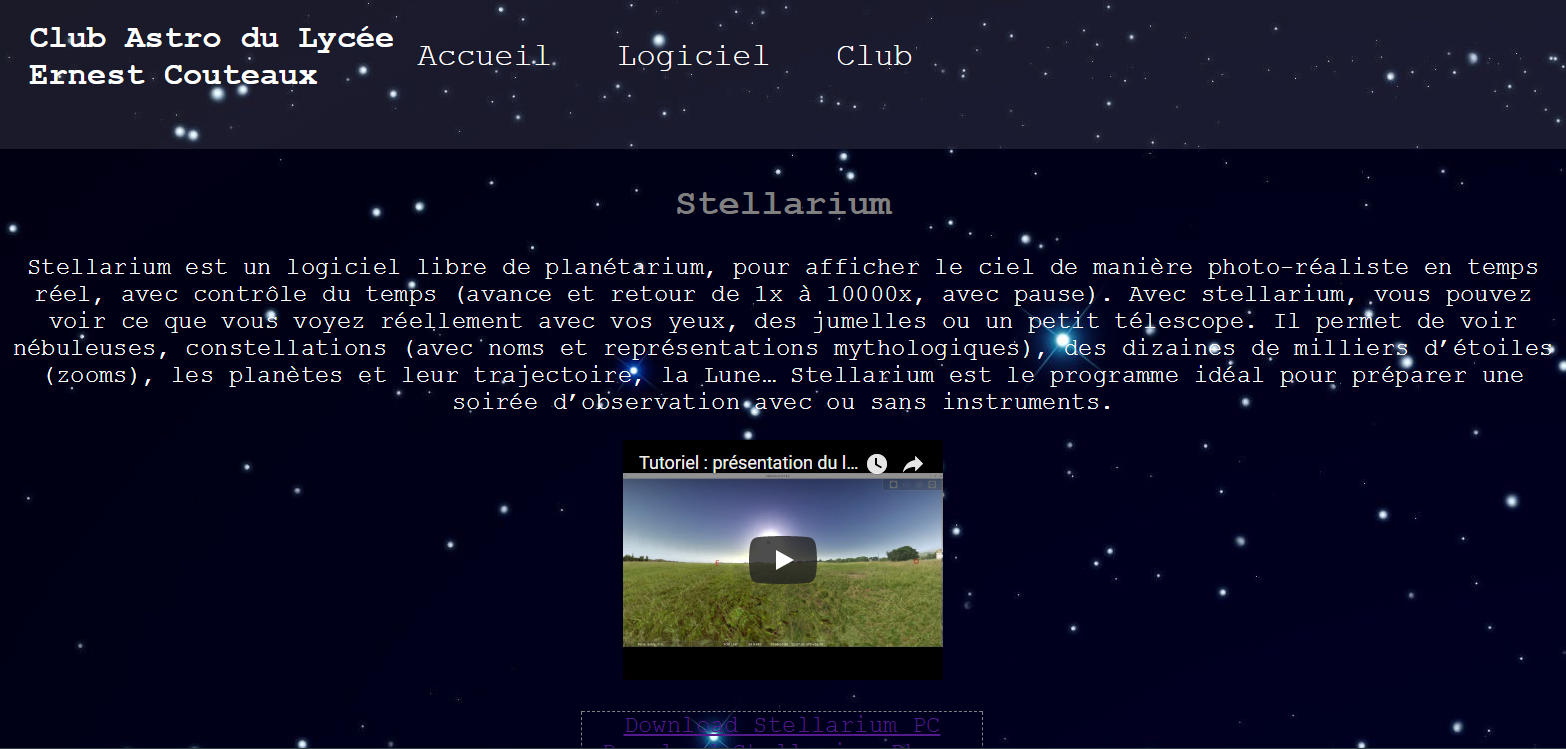 Club Astro du Lycée
Ernest Couteaux
Accueil Logiciel Club
Stellarium
Stellarium est un logiciel libre de planétarium, pour afficher le ciel de manière photo-réaliste en temps
réel, avec contrôle du temps (avance et retour de 1x à 10000x, avec pause). Avec stellarium, vous pouvez
voir ce que vous voyez réellement avec vos yeux, des jumelles ou un petit télescope. Il permet de voir
nébuleuses, constellations (avec noms et représentations mythologiques), des dizaines de milliers d’étoiles
(zooms), les planètes et leur trajectoire, la Lune… Stellarium est le programme idéal pour préparer une
soirée d’observation avec ou sans instruments.
Tutoriel : présentation du l...
Download Stellarium PC